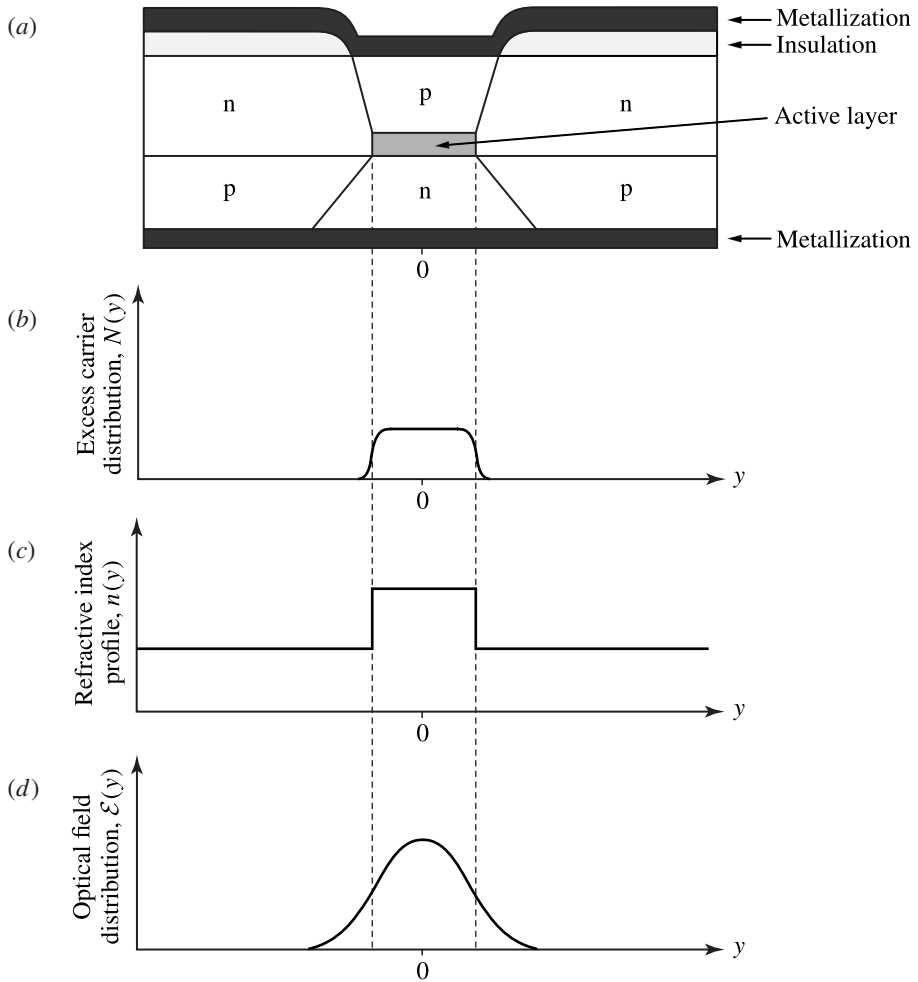 (a)
Metallization
Insulation
n
p
n
Active layer
p
n
p
Metallization
0
(b)
Excess carrier
distribution, N(y)
y
0
(c)
Refractive index
profile, n(y)
y
0
(d)
Optical field
distribution, ℰ(y)
y
0